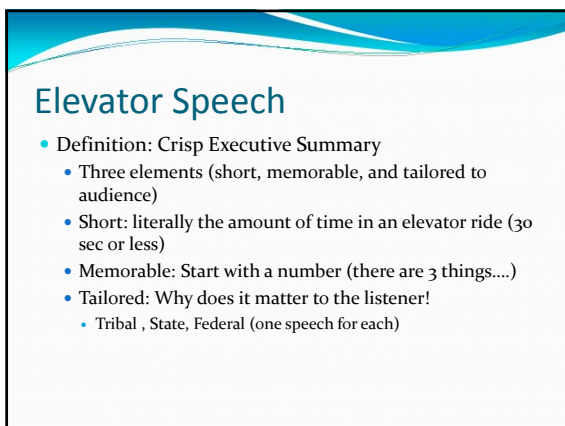 Elevator Speech
• Definition: Crisp Executive Summary
• Three elements (short, memorable, and tailored to
audience)
• Short: literally the amount of time in an elevator ride (30
sec or less)
• Memorable: Start with a number (there are 3 things....)
• Tailored: Why does it matter to the listener!
• Tribal , State, Federal (one speech for each)